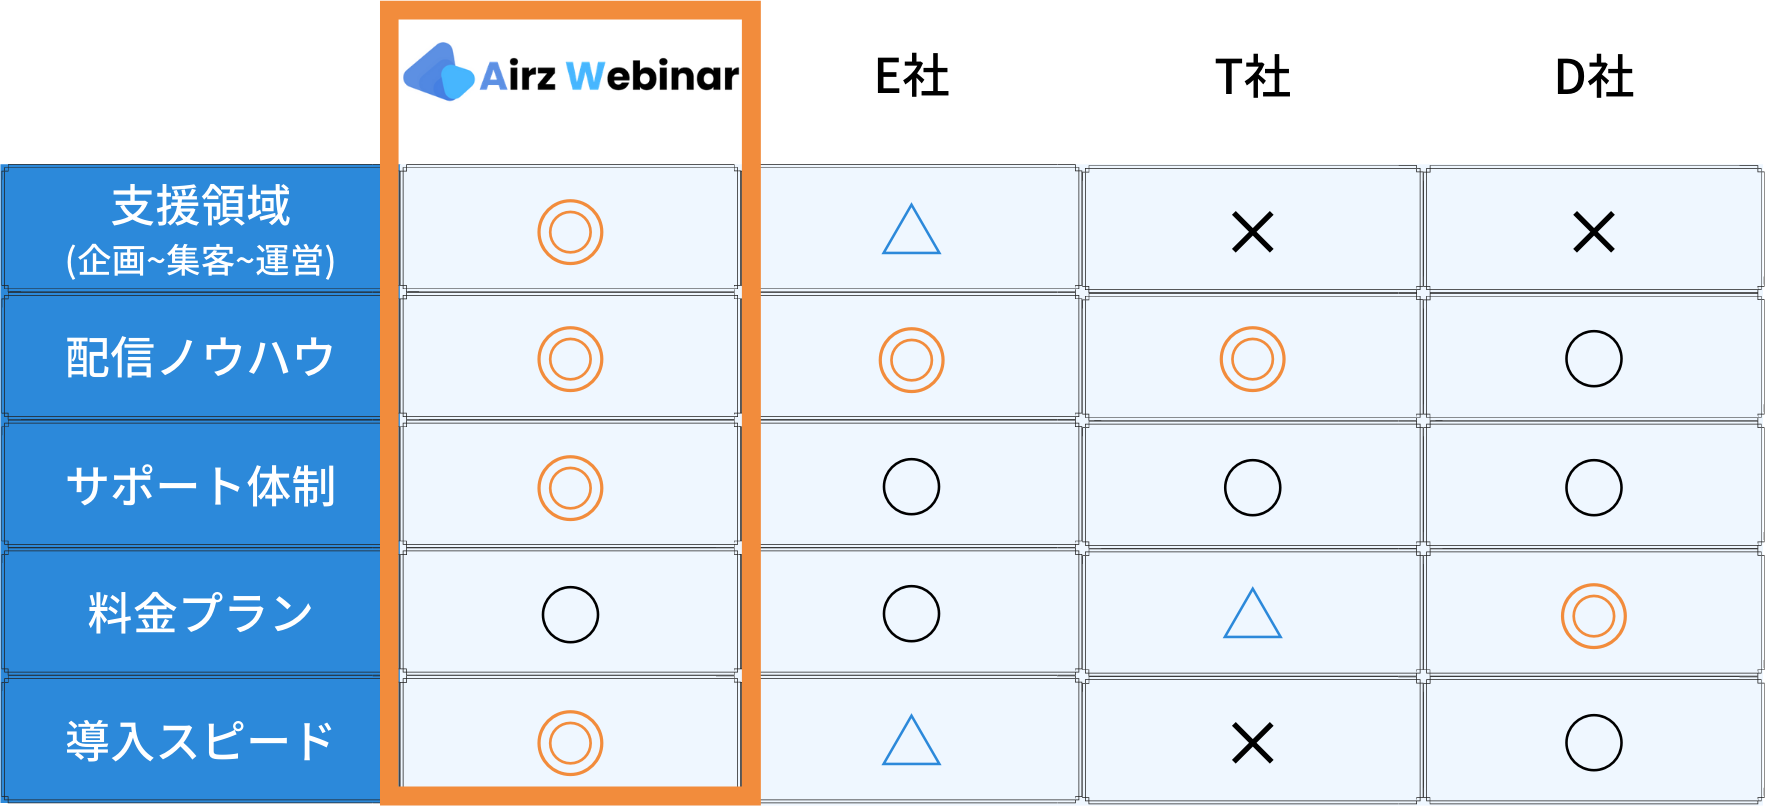 Airz Webinar E社 T社 D社
支援領域
(企画~集客~運営)
◎ △ × ×
配信ノウハウ ◎ ◎ ◎ ○
サポート体制 ◎ ○ ○ ○
料金プラン ○ ○ △ ◎
導入スピード ◎ △ × ○